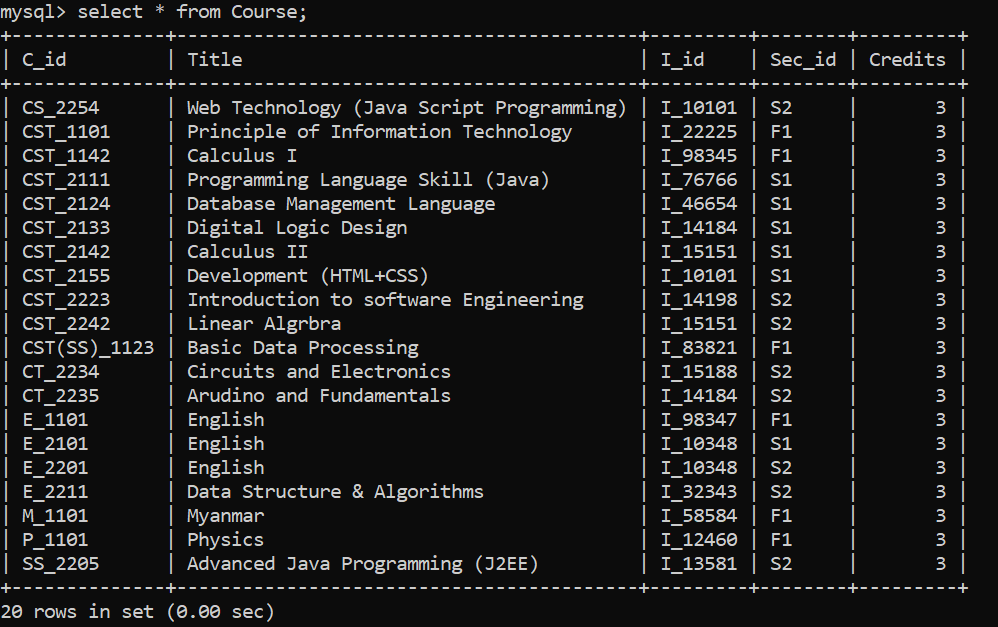 mysql> select * from Course;
+--------------+-------------------------------------------+---------+--------+---------+
| C_id         | Title                                     | I_id    | Sec_id | Credits |
+--------------+-------------------------------------------+---------+--------+---------+
| CS_2254      | Web Technology (Java Script Programming) | I_10101 | S2     |       3 |
| CST_1101     | Principle of Information Technology      | I_22225 | F1     |       3 |
| CST_1142     | Calculus I                               | I_98345 | F1     |       3 |
| CST_2111     | Programming Language Skill (Java)        | I_76766 | S1     |       3 |
| CST_2124     | Database Management Language             | I_46654 | S1     |       3 |
| CST_2133     | Digital Logic Design                     | I_14184 | S1     |       3 |
| CST_2142     | Calculus II                              | I_15151 | S1     |       3 |
| CST_2155     | Development (HTML+CSS)                   | I_10101 | S1     |       3 |
| CST_2223     | Introduction to software Engineering     | I_14198 | S2     |       3 |
| CST_2242     | Linear Algrbra                           | I_15151 | S2     |       3 |
| CST(SS)_1123 | Basic Data Processing                    | I_83821 | F1     |       3 |
| CT_2234      | Circuits and Electronics                 | I_15188 | S2     |       3 |
| CT_2235      | Arudino and Fundamentals                 | I_14184 | S2     |       3 |
| E_1101       | English                                  | I_98347 | F1     |       3 |
| E_2101       | English                                  | I_10348 | S1     |       3 |
| E_2201       | English                                  | I_10348 | S2     |       3 |
| E_2211       | Data Structure & Algorithms              | I_32343 | S2     |       3 |
| M_1101       | Myanmar                                  | I_58584 | F1     |       3 |
| P_1101       | Physics                                  | I_12460 | F1     |       3 |
| SS_2205      | Advanced Java Programming (J2EE)         | I_13581 | S2     |       3 |
+--------------+-------------------------------------------+---------+--------+---------+
20 rows in set (0.00 sec)